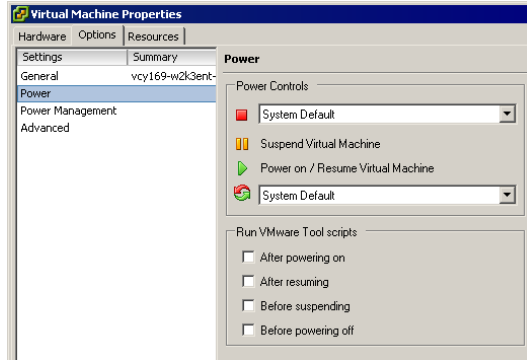 Virtual Machine Properties
Hardware Options Resources
Settings Summary
General vcy169-w2k3ent-
Power
Power Management
Advanced
Power
Power Controls
System Default
Suspend Virtual Machine
Power on / Resume Virtual Machine
System Default
Run VMware Tool scripts
After powering on
After resuming
Before suspending
Before powering off